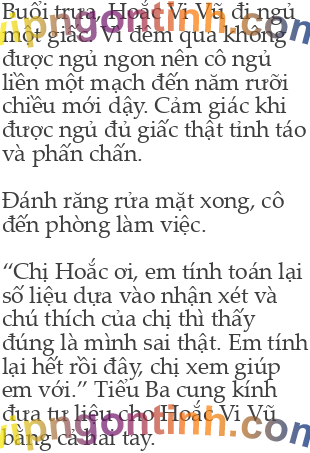 Buổi trưa, Hoắc Vi Vũ đi ngủ
một giấc. Vì đêm qua không
được ngủ ngon nên cô ngủ
liền một mạch đến năm rưỡi
chiều mới dậy. Cảm giác khi
được ngủ đủ giấc thật tỉnh táo
và phấn chấn.
Đánh răng rửa mặt xong, cô
đến phòng làm việc.
“Chị Hoắc ơi, em tính toán lại
số liệu dựa vào nhận xét và
chú thích của chị thì thấy
đúng là mình sai thật. Em tính
lại hết rồi đây, chị xem giúp
em với.” Tiểu Ba cung kính
đưa tư liệu cho Hoắc Vi Vũ
bằng cả hai tay.